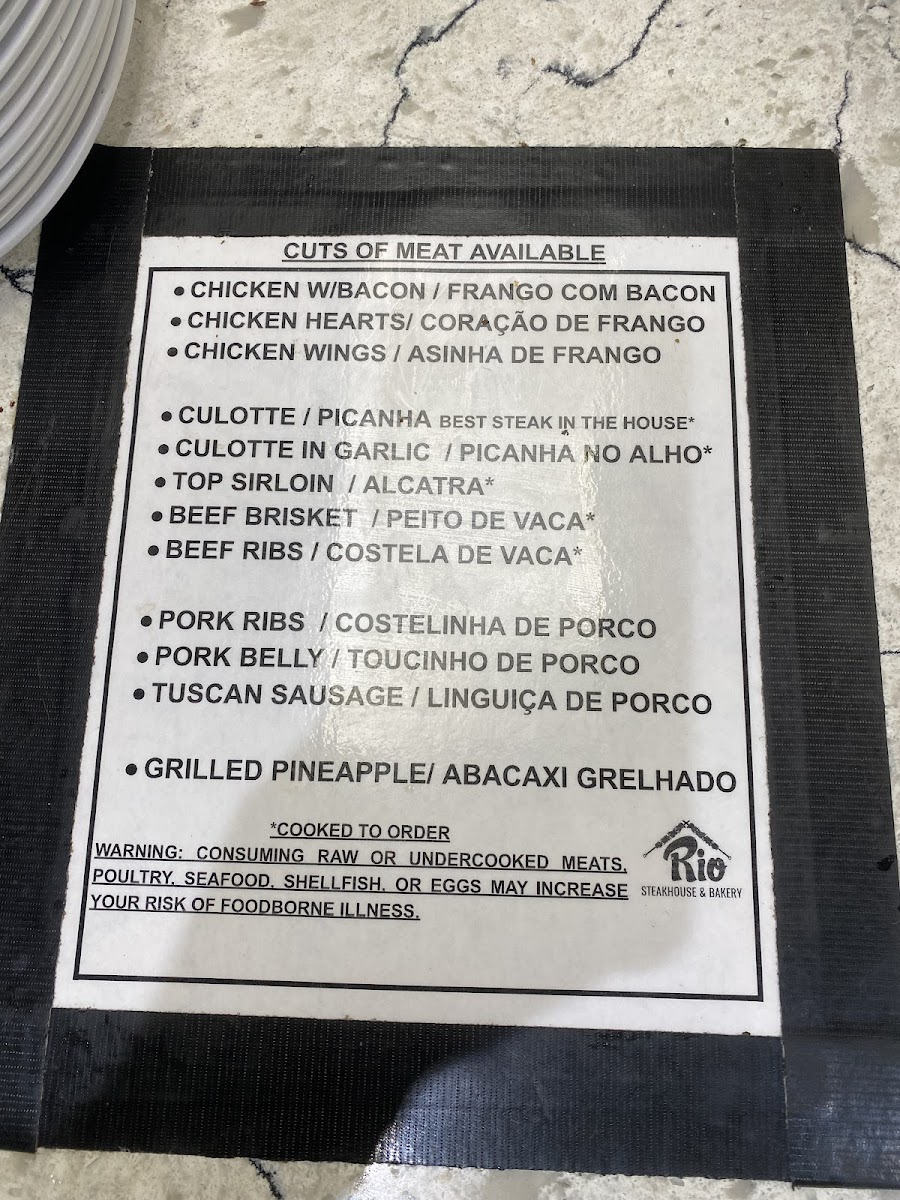 CUTS OF MEAT AVAILABLE
• CHICKEN W/BACON / FRANGO COM BACON
• CHICKEN HEARTS/ CORAÇÃO DE FRANGO
• CHICKEN WINGS / ASINHA DE FRANGO
• CULOTTE / PICANHA BEST STEAK IN THE HOUSE*
• CULOTTE IN GARLIC / PICANHA NO ALHO*
• TOP SIRLOIN / ALCATRA*
• BEEF BRISKET / PEITO DE VACA*
• BEEF RIBS / COSTELA DE VACA*
• PORK RIBS / COSTELINHA DE PORCO
• PORK BELLY / TOUCINHO DE PORCO
• TUSCAN SAUSAGE / LINGUIÇA DE PORCO
• GRILLED PINEAPPLE/ ABACAXI GRELHADO
*COOKED TO ORDER
WARNING: CONSUMING RAW OR UNDERCOOKED MEATS,
POULTRY, SEAFOOD, SHELLFISH, OR EGGS MAY INCREASE
YOUR RISK OF FOODBORNE ILLNESS.
Rio
STEAKHOUSE & BAKERY